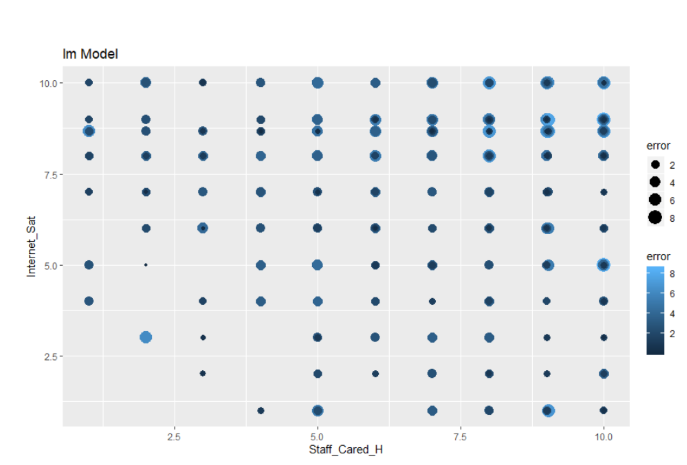 lm Model
10.0
7.5
5.0
2.5
Internet_Sat
2.5 5.0 7.5 10.0
Staff_Cared_H
error
2
4
6
8
error
8
6
4
2